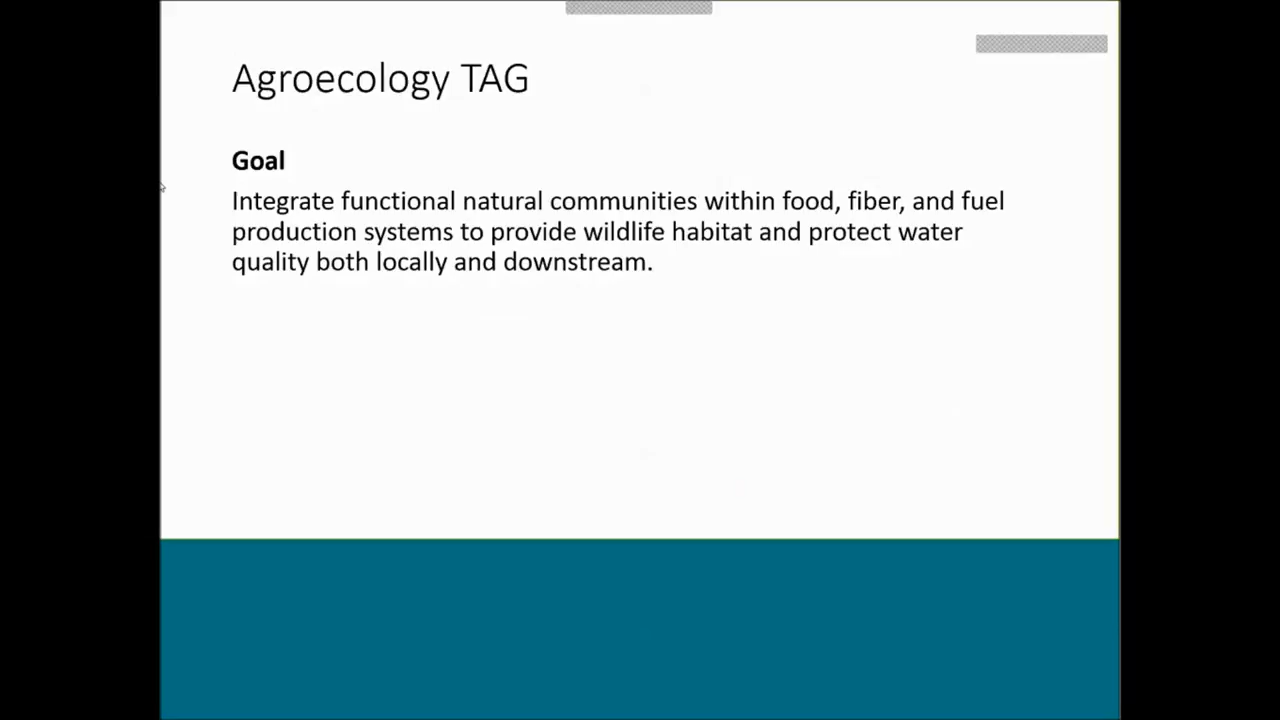 Agroecology TAG
Goal
Integrate functional natural communities within food, fiber, and fuel
production systems to provide wildlife habitat and protect water
quality both locally and downstream.